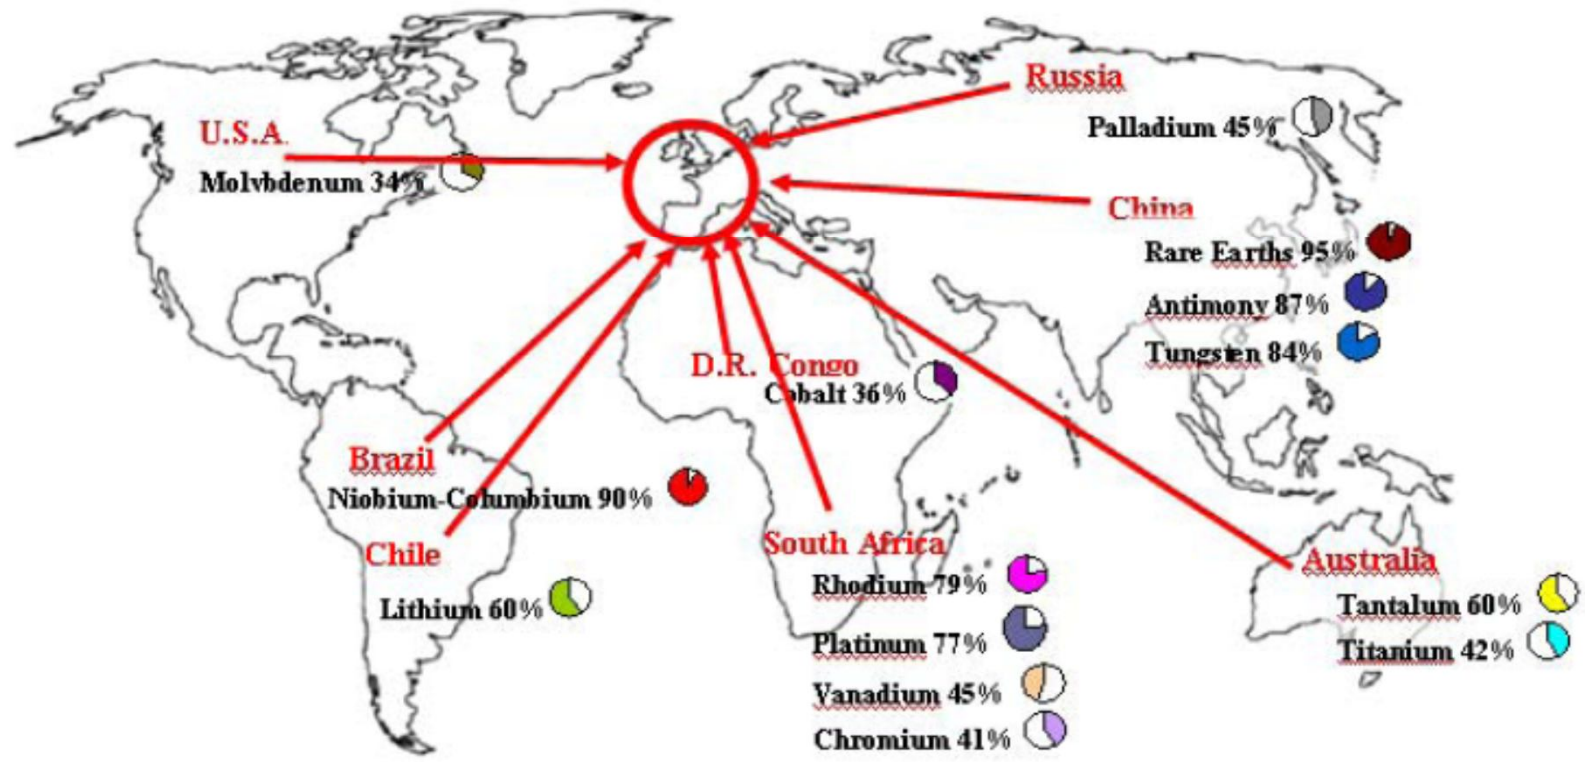 Russia
Palladium 45%
U.S.A.
Molybdenum 34%
China
Rare Earths 95%
Antimony 87%
Tungsten 84%
D.R. Congo
Cobalt 36%
Brazil
Niobium-Columbium 90%
Chile
Lithium 60%
South Africa
Rhodium 79%
Platinum 77%
Vanadium 45%
Chromium 41%
Australia
Tantalum 60%
Titanium 42%